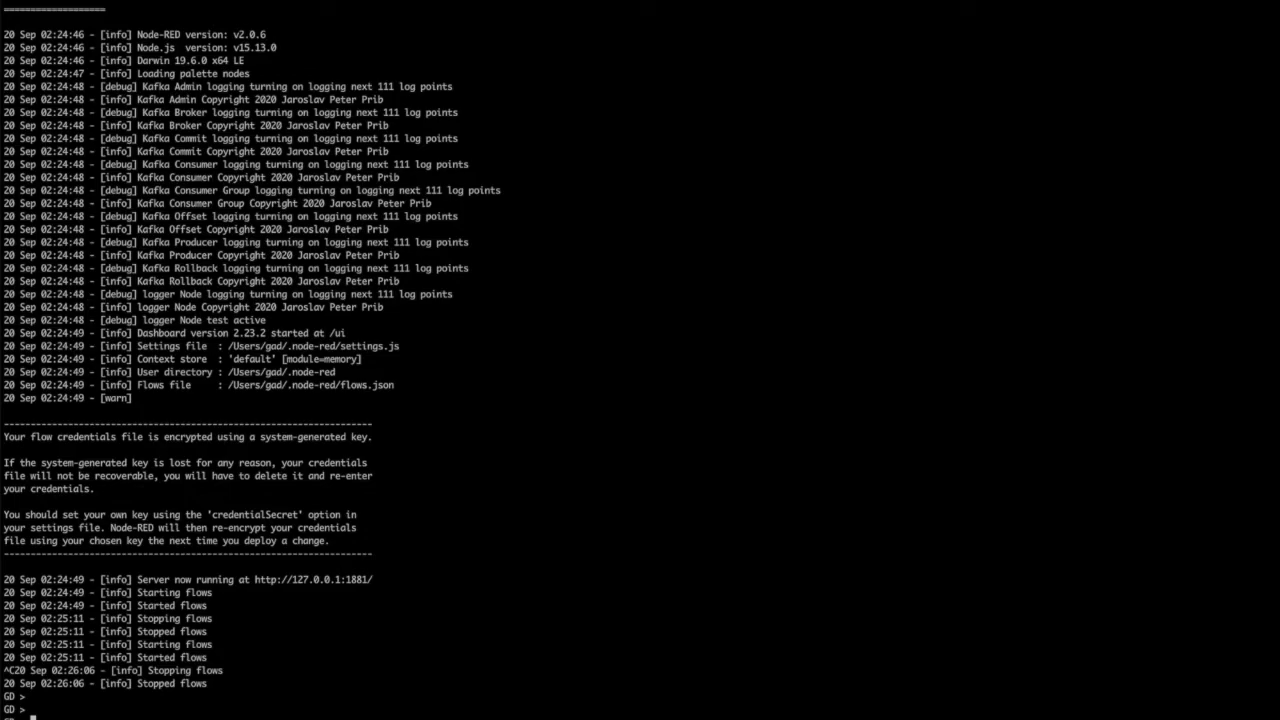 ===================
20 Sep 02:24:46 - [info] Node-RED version: v2.0.6
20 Sep 02:24:46 - [info] Node.js  version: v15.13.0
20 Sep 02:24:46 - [info] Darwin 19.6.0 x64 LE
20 Sep 02:24:47 - [info] Loading palette nodes
20 Sep 02:24:48 - [debug] Kafka Admin logging turning on logging next 111 log points
20 Sep 02:24:48 - [info] Kafka Admin Copyright 2020 Jaroslav Peter Prib
20 Sep 02:24:48 - [debug] Kafka Broker logging turning on logging next 111 log points
20 Sep 02:24:48 - [info] Kafka Broker Copyright 2020 Jaroslav Peter Prib
20 Sep 02:24:48 - [debug] Kafka Commit logging turning on logging next 111 log points
20 Sep 02:24:48 - [info] Kafka Commit Copyright 2020 Jaroslav Peter Prib
20 Sep 02:24:48 - [debug] Kafka Consumer logging turning on logging next 111 log points
20 Sep 02:24:48 - [info] Kafka Consumer Copyright 2020 Jaroslav Peter Prib
20 Sep 02:24:48 - [debug] Kafka Consumer Group logging turning on logging next 111 log points
20 Sep 02:24:48 - [info] Kafka Consumer Group Copyright 2020 Jaroslav Peter Prib
20 Sep 02:24:48 - [debug] Kafka Offset logging turning on logging next 111 log points
20 Sep 02:24:48 - [info] Kafka Offset Copyright 2020 Jaroslav Peter Prib
20 Sep 02:24:48 - [debug] Kafka Producer logging turning on logging next 111 log points
20 Sep 02:24:48 - [info] Kafka Producer Copyright 2020 Jaroslav Peter Prib
20 Sep 02:24:48 - [debug] Kafka Rollback logging turning on logging next 111 log points
20 Sep 02:24:48 - [info] Kafka Rollback Copyright 2020 Jaroslav Peter Prib
20 Sep 02:24:48 - [debug] logger Node logging turning on logging next 111 log points
20 Sep 02:24:48 - [info] logger Node Copyright 2020 Jaroslav Peter Prib
20 Sep 02:24:48 - [debug] logger Node test active
20 Sep 02:24:49 - [info] Dashboard version 2.23.2 started at /ui
20 Sep 02:24:49 - [info] Settings file  : /Users/gad/.node-red/settings.js
20 Sep 02:24:49 - [info] Context store  : 'default' [module=memory]
20 Sep 02:24:49 - [info] User directory : /Users/gad/.node-red
20 Sep 02:24:49 - [info] Flows file     : /Users/gad/.node-red/flows.json
20 Sep 02:24:49 - [warn]
---------------------------------------------------------------------
Your flow credentials file is encrypted using a system-generated key.
If the system-generated key is lost for any reason, your credentials
file will not be recoverable, you will have to delete it and re-enter
your credentials.
You should set your own key using the 'credentialSecret' option in
your settings file. Node-RED will then re-encrypt your credentials
file using your chosen key the next time you deploy a change.
---------------------------------------------------------------------
20 Sep 02:24:49 - [info] Server now running at http://127.0.0.1:1881/
20 Sep 02:24:49 - [info] Starting flows
20 Sep 02:24:49 - [info] Started flows
20 Sep 02:25:11 - [info] Stopping flows
20 Sep 02:25:11 - [info] Stopped flows
20 Sep 02:25:11 - [info] Starting flows
20 Sep 02:25:11 - [info] Started flows
^C20 Sep 02:26:06 - [info] Stopping flows
20 Sep 02:26:06 - [info] Stopped flows
GD >
GD >